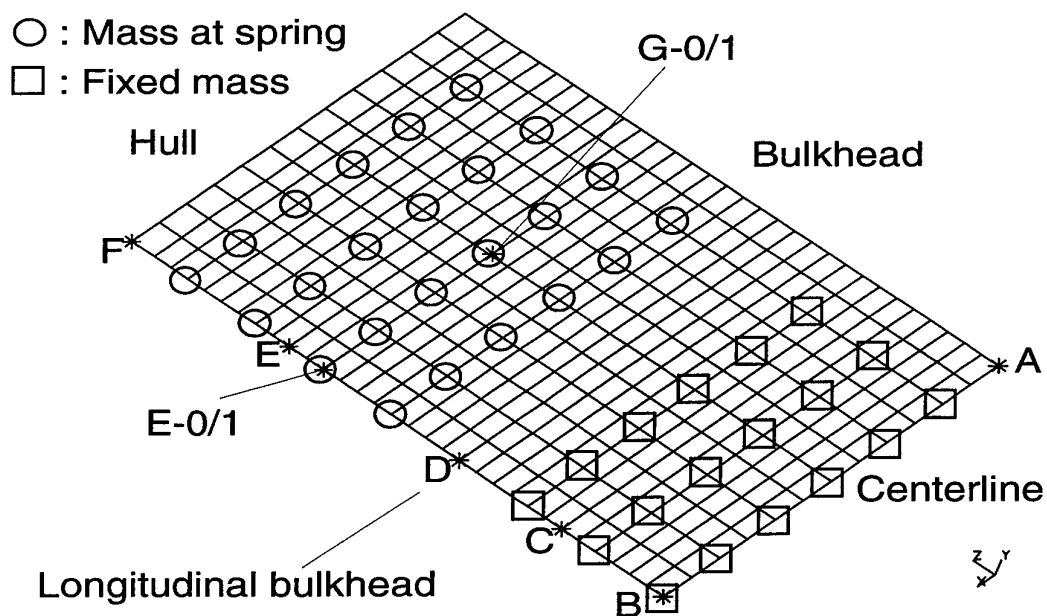 : Mass at spring
: Fixed mass
G-0/1
Hull
Bulkhead
F
E
E-0/1
A
D
Centerline
C
Longitudinal bulkhead
B
Z Y
X